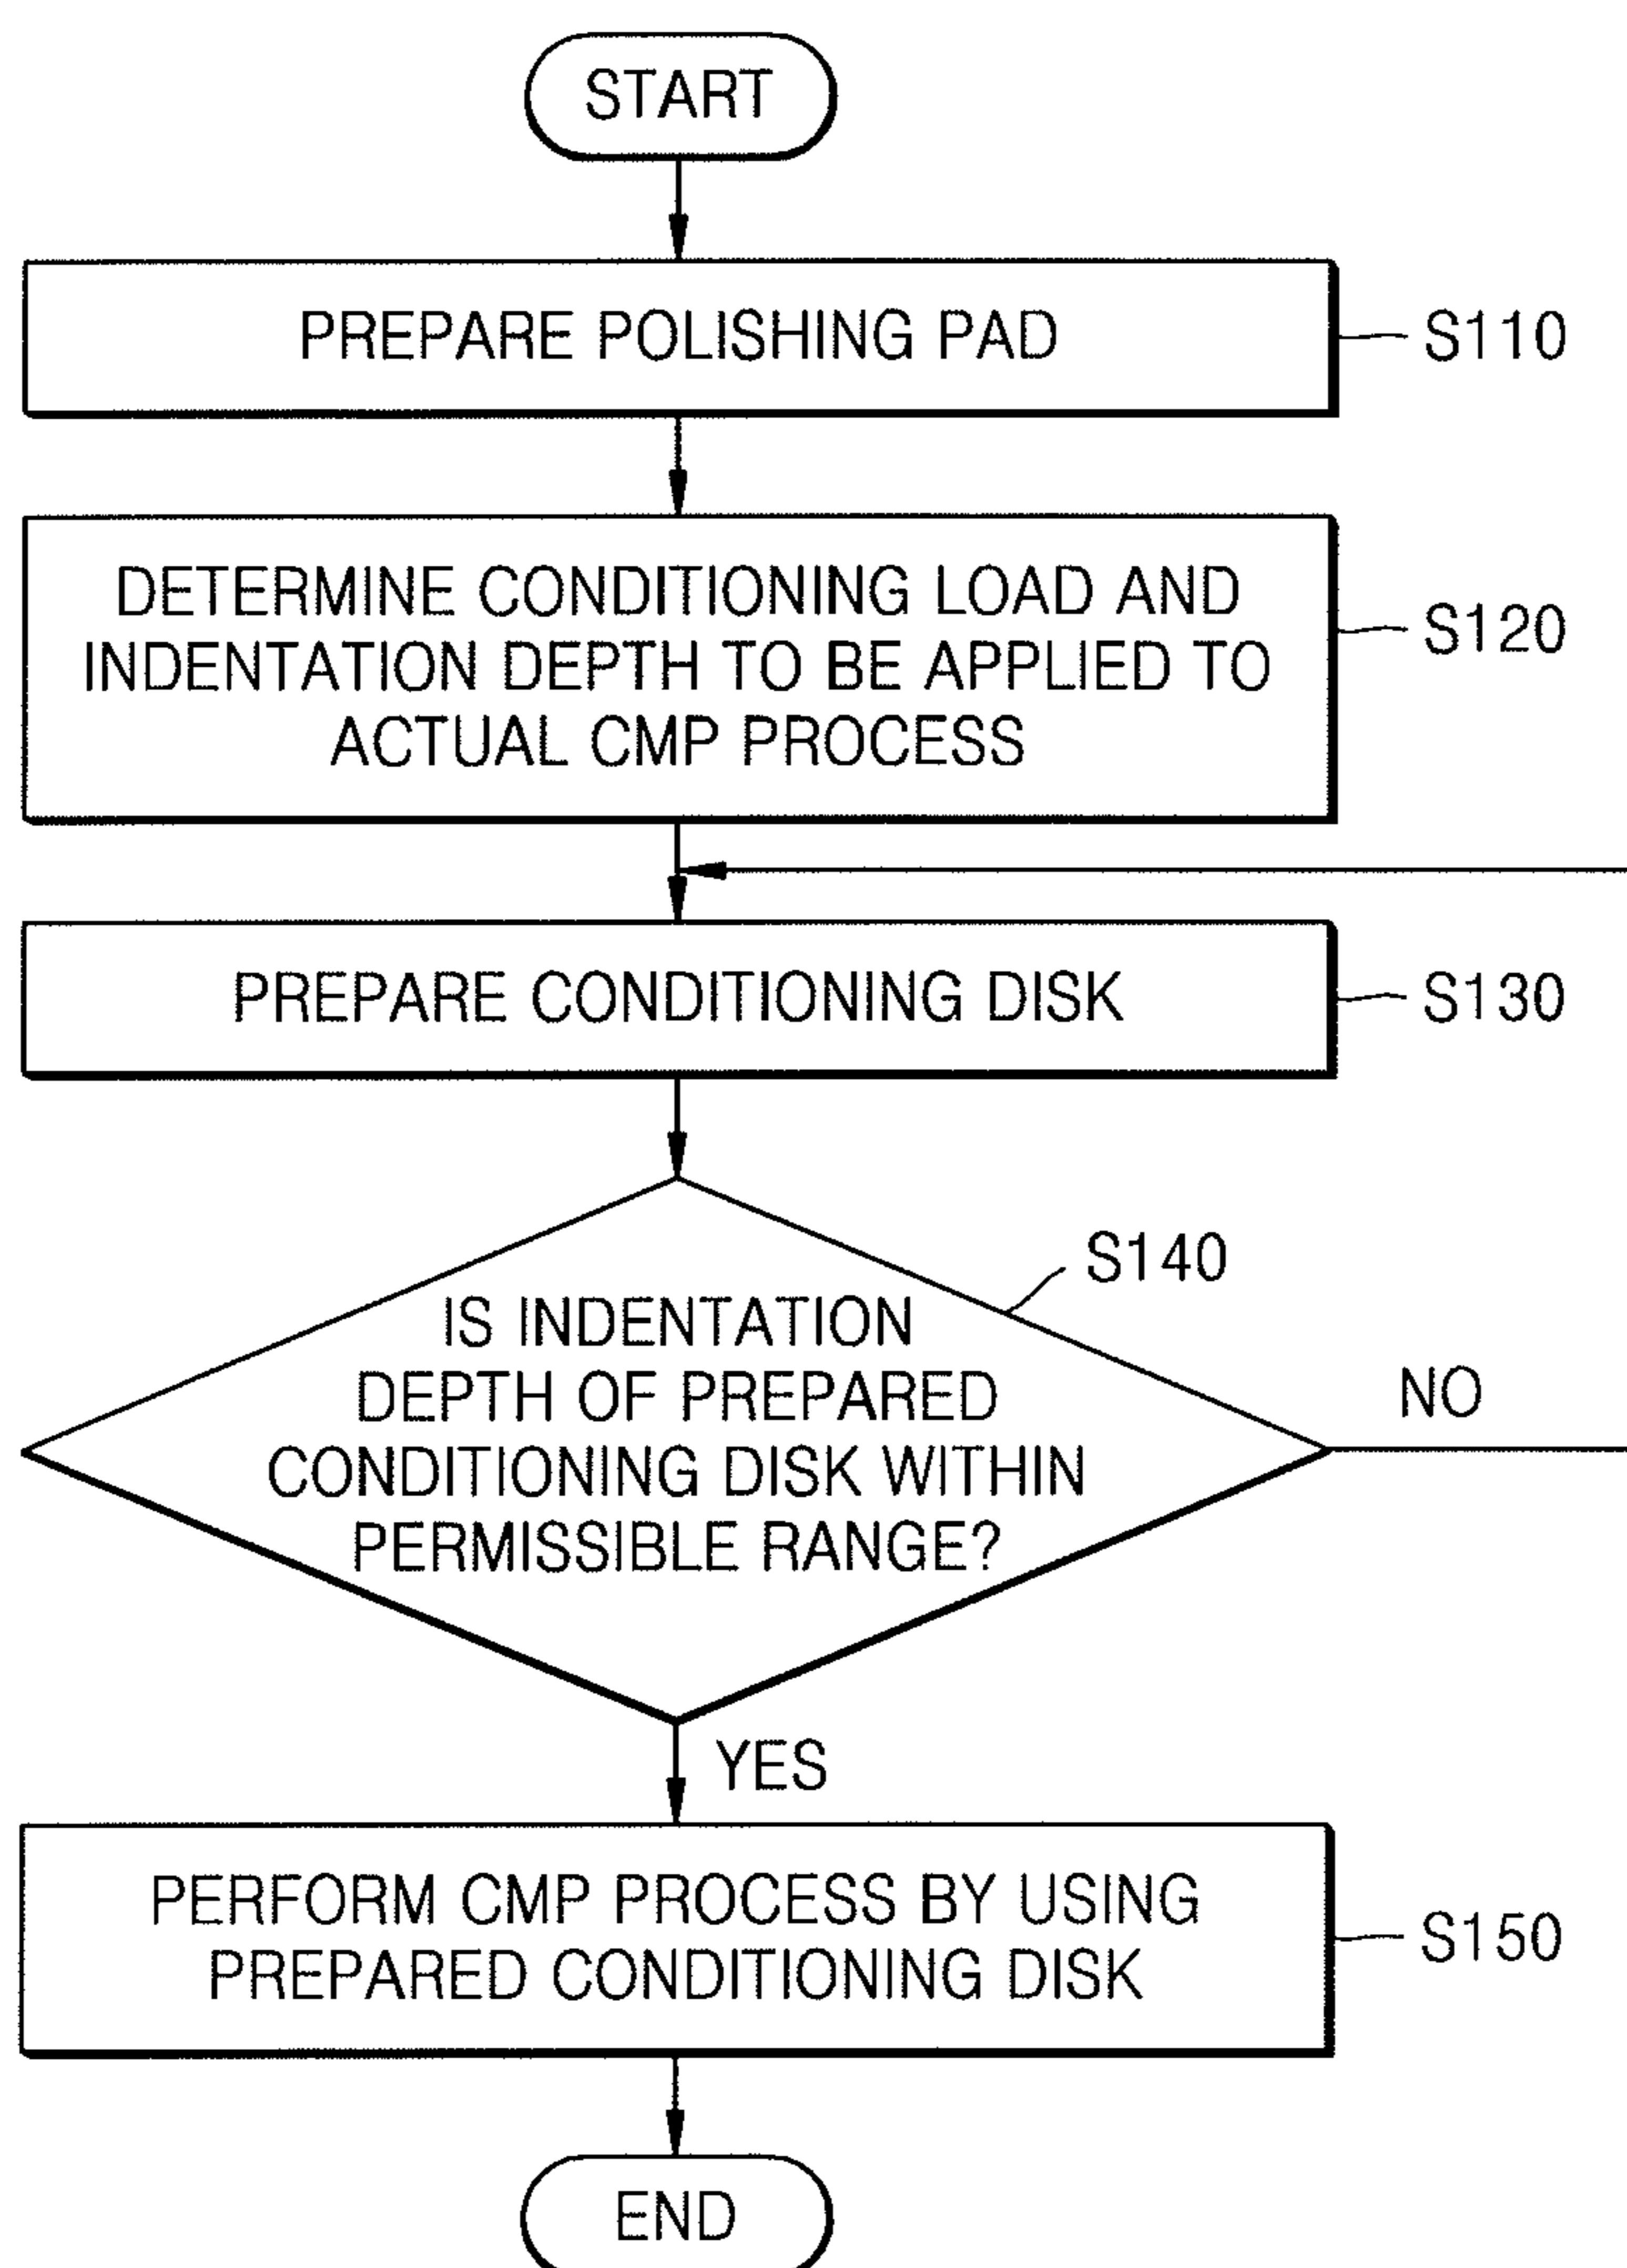 START
PREPARE POLISHING PAD
S110
DETERMINE CONDITIONING LOAD AND
INDENTATION DEPTH TO BE APPLIED TO
ACTUAL CMP PROCESS
S120
PREPARE CONDITIONING DISK
S130
S140
IS INDENTATION
DEPTH OF PREPARED
CONDITIONING DISK WITHIN
PERMISSIBLE RANGE?
NO
YES
PERFORM CMP PROCESS BY USING
PREPARED CONDITIONING DISK
S150
END